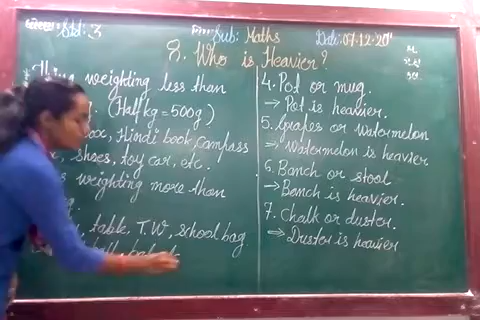 Std: 3
Sub: Maths
Date: 07.12.20
8. Who is Heavier?
Thing weighting less than
(Half kg = 500g)
Hindi book, Campass
shoes, toy car, etc.
weighting more than
table, T.W, school bag
4. Pot or mug.
→ Pot is heavier.
5. Grapes or Watermelon
⇒ Watermelon is heavier
6. Banch or stool
→ Bench is heavier.
7. Chalk or duster.
⇒ Duster is heavier